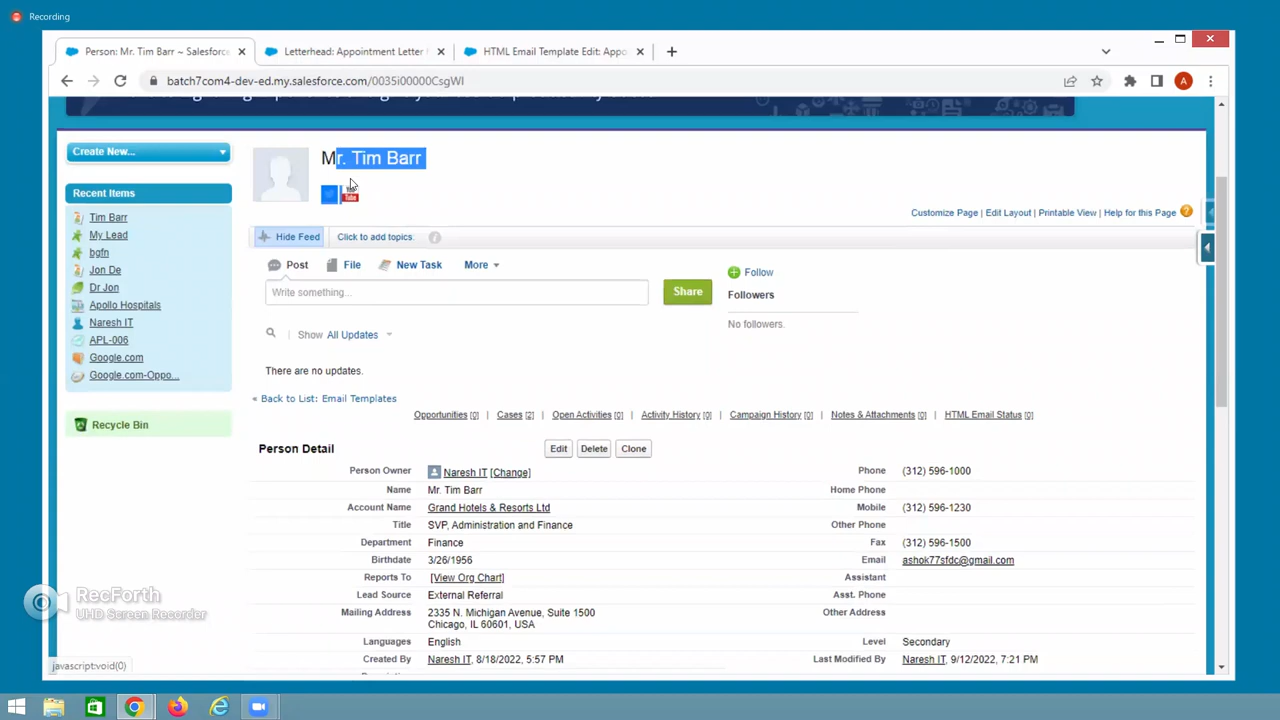 Recording
Person: Mr. Tim Barr ~ Salesforce
Letterhead: Appointment Letter
HTML Email Template Edit: Appo
batch7com4-dev-ed.my.salesforce.com/0035i00000CsgWI
A
Create New...
Recent Items
Tim Barr
My Lead
bgfn
Jon De
Dr Jon
Apollo Hospitals
Naresh IT
APL-006
Google.com
Google.com-Oppo...
Recycle Bin
Mr. Tim Barr
Customize Page | Edit Layout | Printable View | Help for this Page
Hide Feed
Click to add topics:
Post File New Task More
Write something...
Share
Follow
Followers
No followers.
Show All Updates
There are no updates.
« Back to List: Email Templates
Opportunities [0] | Cases [2] | Open Activities [0] | Activity History [0] | Campaign History [0] | Notes & Attachments [0] | HTML Email Status [0]
Person Detail
Edit Delete Clone
Person Owner Naresh IT [Change]
Phone (312) 596-1000
Name Mr. Tim Barr
Home Phone
Account Name Grand Hotels & Resorts Ltd
Mobile (312) 596-1230
Title SVP, Administration and Finance
Other Phone
Department Finance
Fax (312) 596-1500
Birthdate 3/26/1956
Email ashok77sfdc@gmail.com
Reports To [View Org Chart]
Assistant
Lead Source External Referral
Asst. Phone
Mailing Address 2335 N. Michigan Avenue, Suite 1500
Chicago, IL 60601, USA
Other Address
Languages English
Level Secondary
Created By Naresh IT, 8/18/2022, 5:57 PM
Last Modified By Naresh IT, 9/12/2022, 7:21 PM
RecForth
UHD Screen Recorder
javascript:void(0)